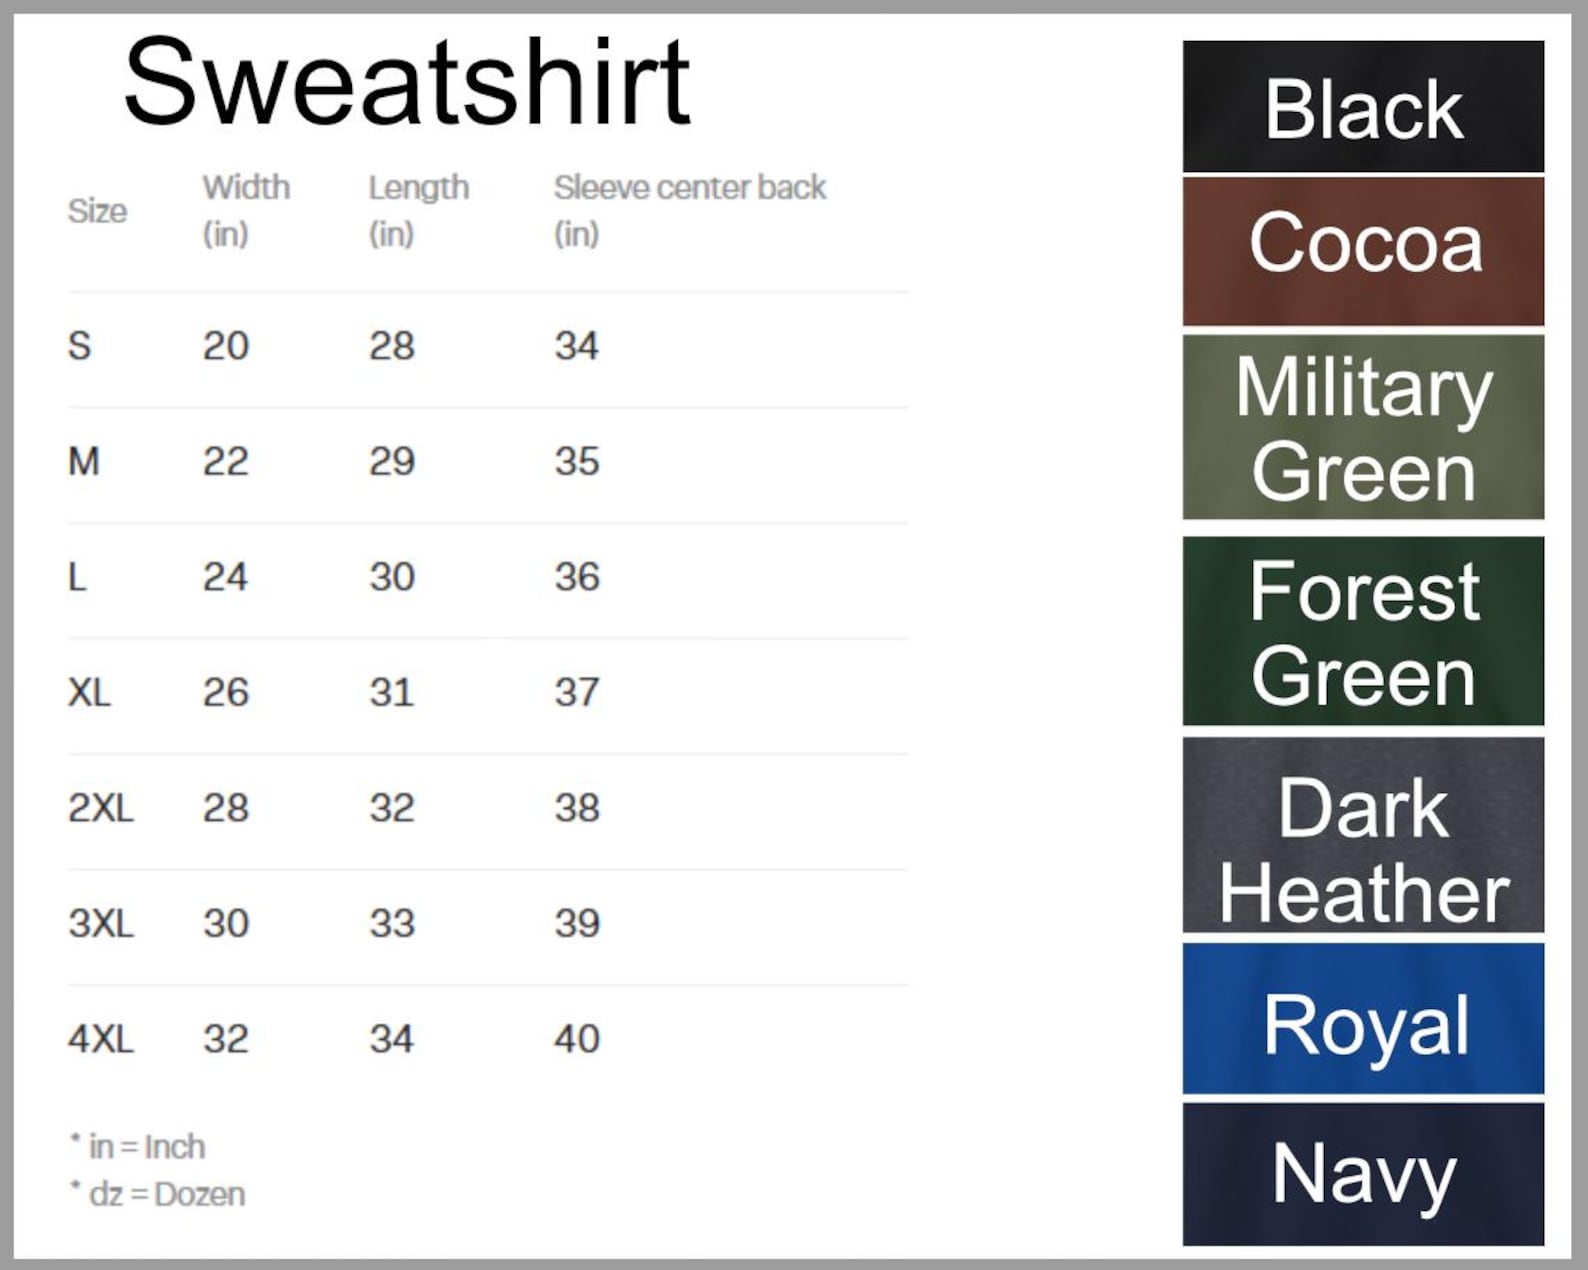 Sweatshirt
Size Width (in) Length (in) Sleeve center back (in)
S 20 28 34
M 22 29 35
L 24 30 36
XL 26 31 37
2XL 28 32 38
3XL 30 33 39
4XL 32 34 40
* in = Inch
* dz = Dozen
Black
Cocoa
Military
Green
Forest
Green
Dark
Heather
Royal
Navy